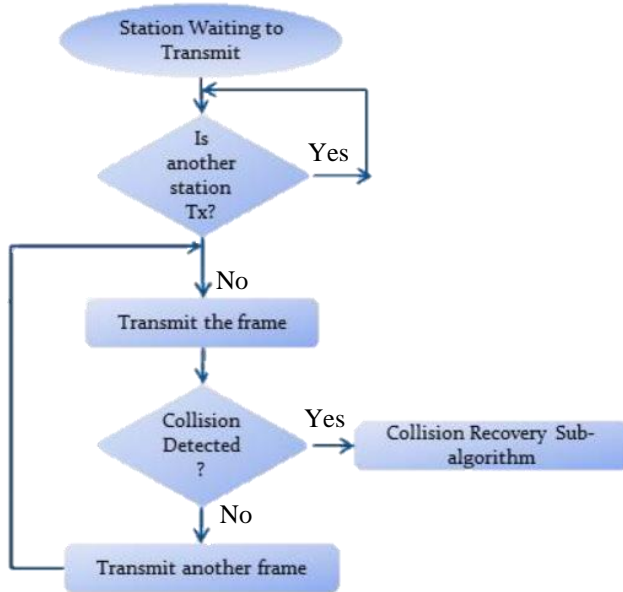 Station Waiting to
Transmit
Is
another
station
Tx?
Yes
No
Transmit the frame
Collision
Detected
?
Yes
Collision Recovery Sub-
algorithm
No
Transmit another frame